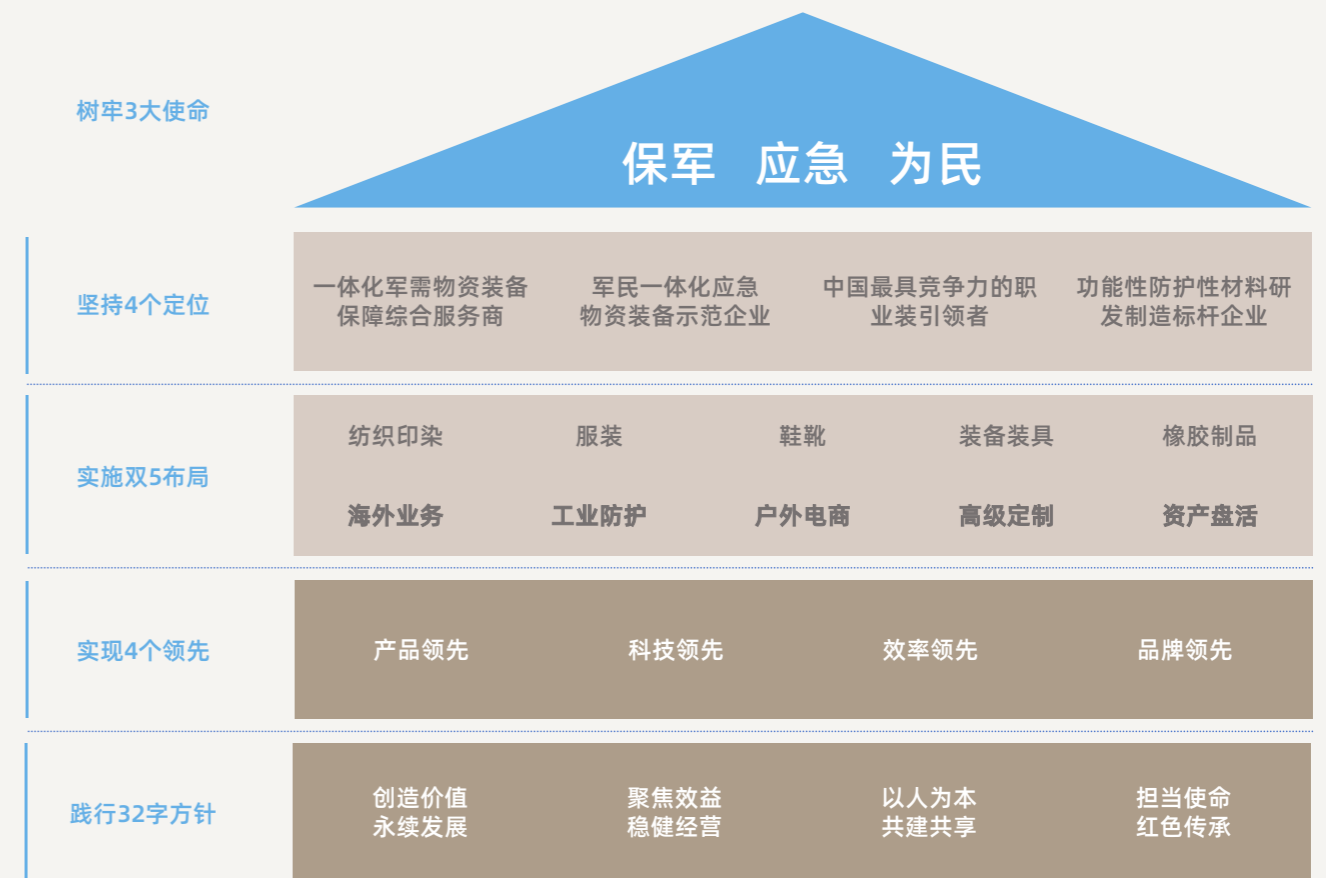 树牢3大使命
保军 应急 为民
坚持4个定位
一体化军需物资装备
保障综合服务商
军民一体化应急
物资装备示范企业
中国最具竞争力的职
业装引领者
功能性防护性材料研
发制造标杆企业
实施双5布局
纺织印染 服装 鞋靴 装备装具 橡胶制品
海外业务 工业防护 户外电商 高级定制 资产盘活
实现4个领先
产品领先 科技领先 效率领先 品牌领先
践行32字方针
创造价值
永续发展
聚焦效益
稳健经营
以人为本
共建共享
担当使命
红色传承